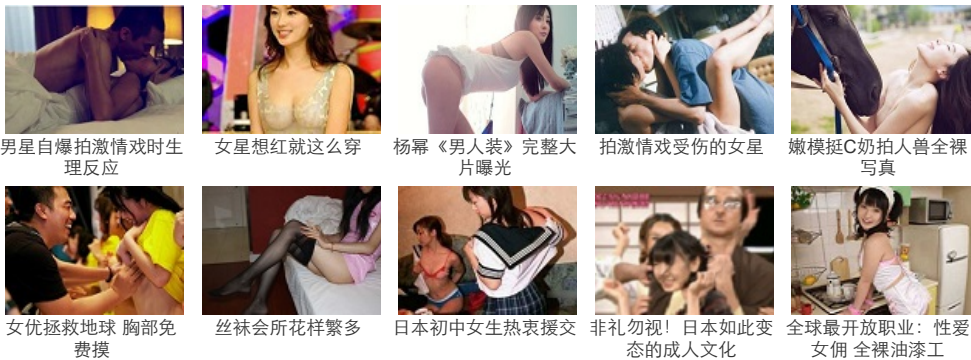 男星自爆拍激情戏时生
理反应
女星想红就这么穿
杨幂《男人装》完整大
片曝光
拍激情戏受伤的女星
嫩模挺C奶拍人兽全裸
写真
女优拯救地球 胸部免
费摸
丝袜会所花样繁多
日本初中女生热衷援交
非礼勿视！日本如此变
态的成人文化
全球最开放职业：性爱
女佣 全裸油漆工